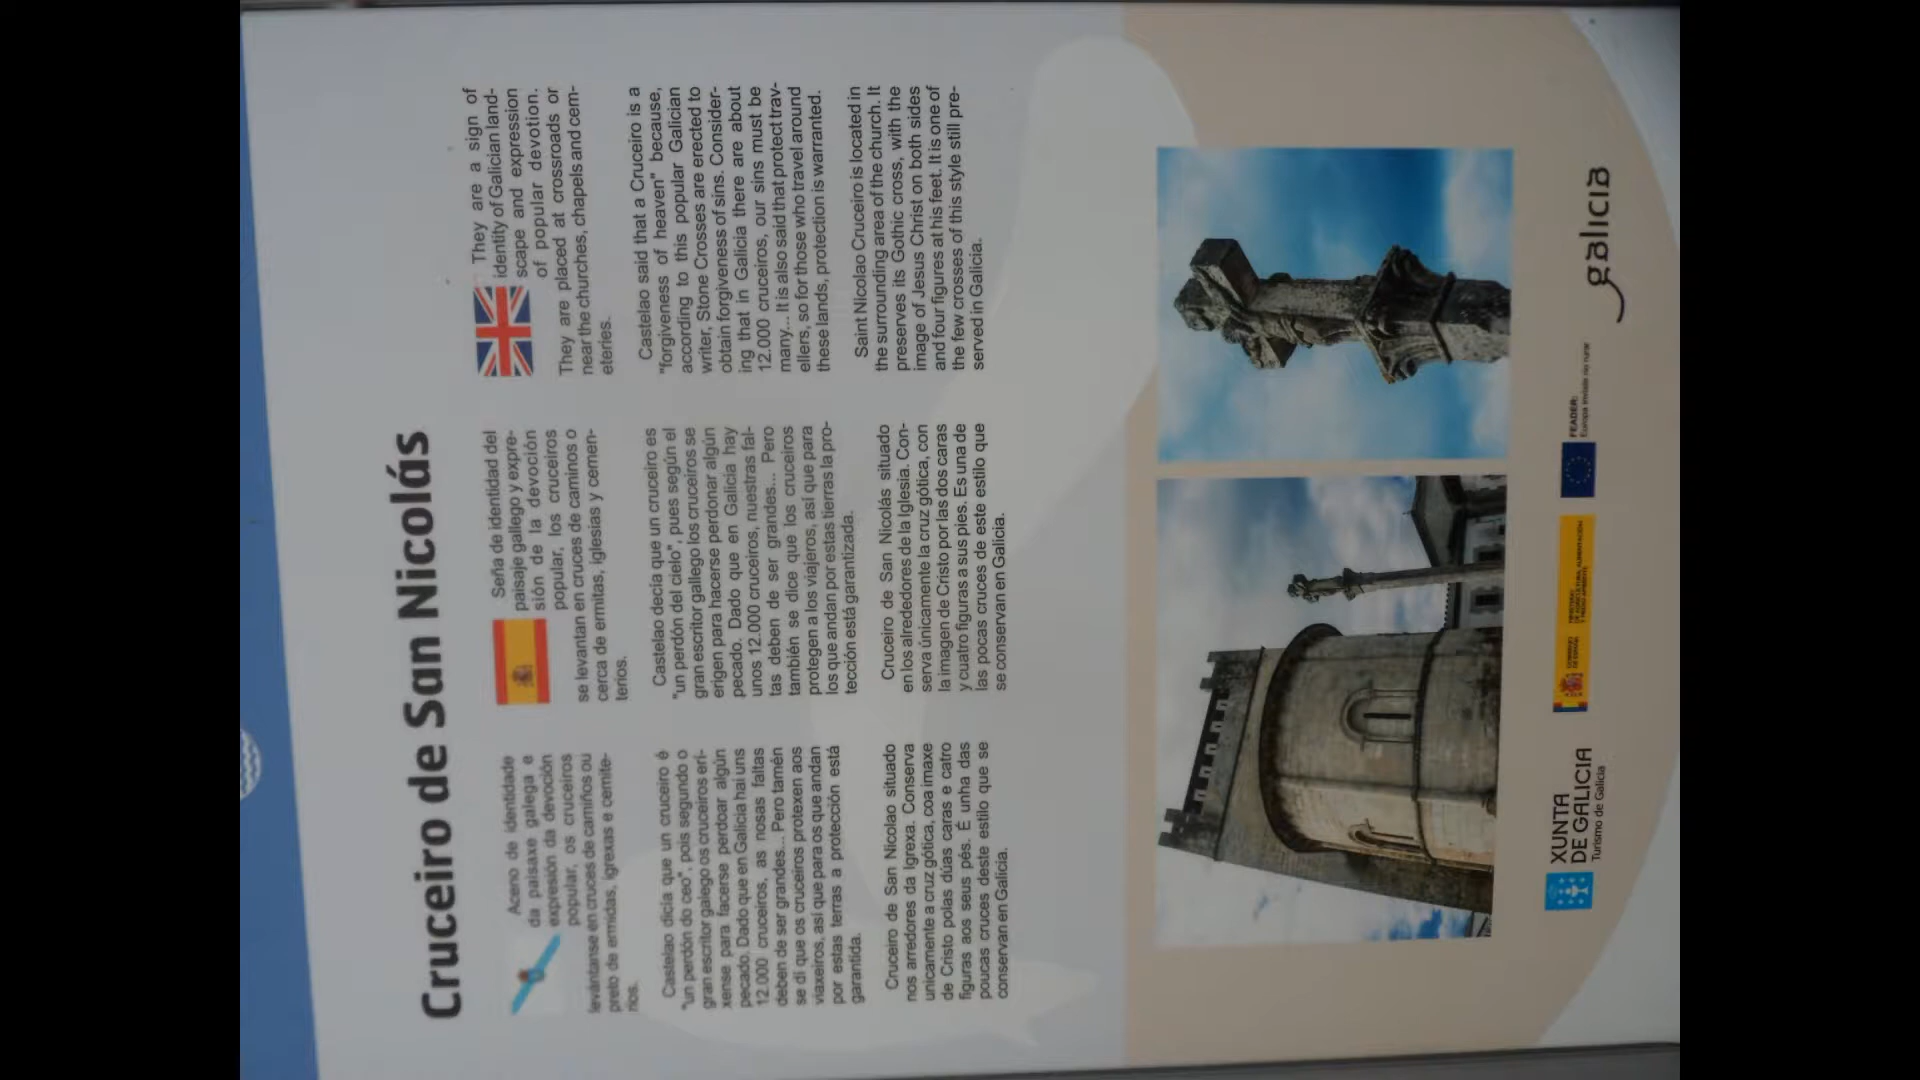 Cruceiro de San Nicolás
Aceno de identidade
da paisaxe galega e
expresión da devoción
popular, os cruceiros
levántanse en cruces de camiños ou
preto de ermidas, igrexas e cemite-
rios.
Castelao dicía que un cruceiro é
"un perdón do ceo", pois segundo o
gran escritor galego os cruceiros erí-
xense para facerse perdoar algún
pecado. Dado que en Galicia hai uns
12.000 cruceiros, as nosas faltas
deben de ser grandes... Pero tamén
se di que os cruceiros protexen aos
viaxeiros, así que para os que andan
por estas terras a protección está
garantida.
Cruceiro de San Nicolao situado
nos arredores da Igrexa. Conserva
unicamente a cruz gótica, coa imaxe
de Cristo polas dúas caras e catro
figuras aos seus pés. É unha das
poucas cruces deste estilo que se
conservan en Galicia.
Seña de identidad del
paisaje gallego y expre-
sión de la devoción
popular, los cruceiros
se levantan en cruces de caminos o
cerca de ermitas, iglesias y cemen-
terios.
Castelao decía que un cruceiro es
"un perdón del cielo", pues según el
gran escritor gallego los cruceiros se
erigen para hacerse perdonar algún
pecado. Dado que en Galicia hay
unos 12.000 cruceiros, nuestras fal-
tas deben de ser grandes... Pero
también se dice que los cruceiros
protegen a los viajeros, así que para
los que andan por estas tierras la pro-
tección está garantizada.
Cruceiro de San Nicolás situado
en los alrededores de la Iglesia. Con-
serva únicamente la cruz gótica, con
la imagen de Cristo por las dos caras
y cuatro figuras a sus pies. Es una de
las pocas cruces de este estilo que
se conservan en Galicia.
They are a sign of
identity of Galician land-
scape and expression
of popular devotion.
They are placed at crossroads or
near the churches, chapels and cem-
eteries.
Castelao said that a Cruceiro is a
"forgiveness of heaven" because,
according to this popular Galician
writer, Stone Crosses are erected to
obtain forgiveness of sins. Consider-
ing that in Galicia there are about
12.000 cruceiros, our sins must be
many... It is also said that protect trav-
ellers, so for those who travel around
these lands, protection is warranted.
Saint Nicolao Cruceiro is located in
the surrounding area of the church. It
preserves its Gothic cross, with the
image of Jesus Christ on both sides
and four figures at his feet. It is one of
the few crosses of this style still pre-
served in Galicia.
XUNTA
DE GALICIA
Turismo de Galicia
GOBIERNO
DE ESPAÑA
MINISTERIO
DE AGRICULTURA, ALIMENTACIÓN
Y MEDIO AMBIENTE
FEADER:
Europa inviste no rural
galicia